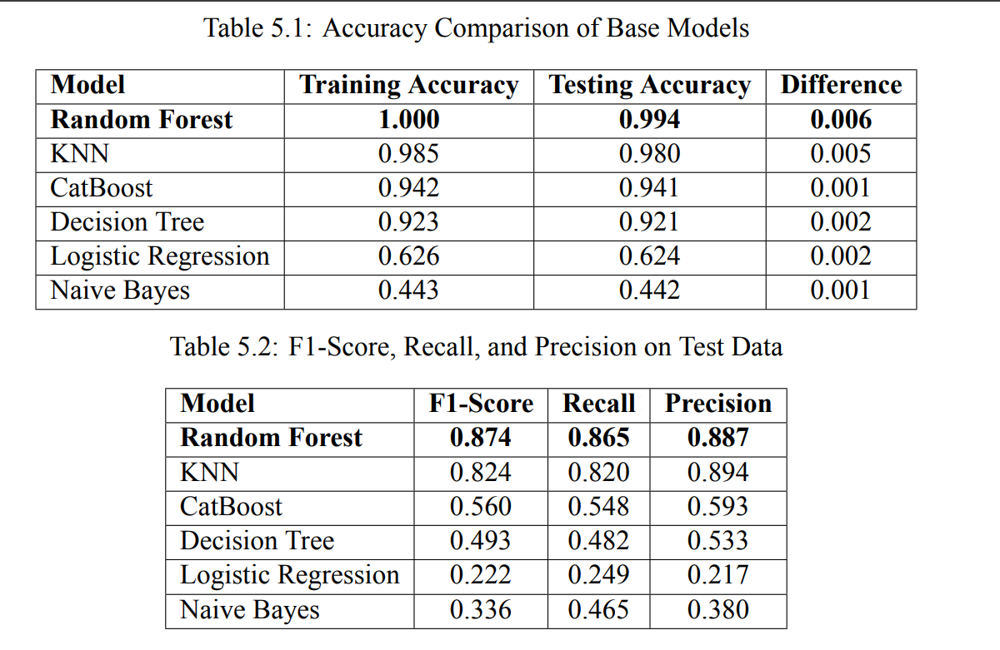 Table 5.1: Accuracy Comparison of Base Models
Model Training Accuracy Testing Accuracy Difference
Random Forest 1.000 0.994 0.006
KNN 0.985 0.980 0.005
CatBoost 0.942 0.941 0.001
Decision Tree 0.923 0.921 0.002
Logistic Regression 0.626 0.624 0.002
Naive Bayes 0.443 0.442 0.001
Table 5.2: F1-Score, Recall, and Precision on Test Data
Model F1-Score Recall Precision
Random Forest 0.874 0.865 0.887
KNN 0.824 0.820 0.894
CatBoost 0.560 0.548 0.593
Decision Tree 0.493 0.482 0.533
Logistic Regression 0.222 0.249 0.217
Naive Bayes 0.336 0.465 0.380